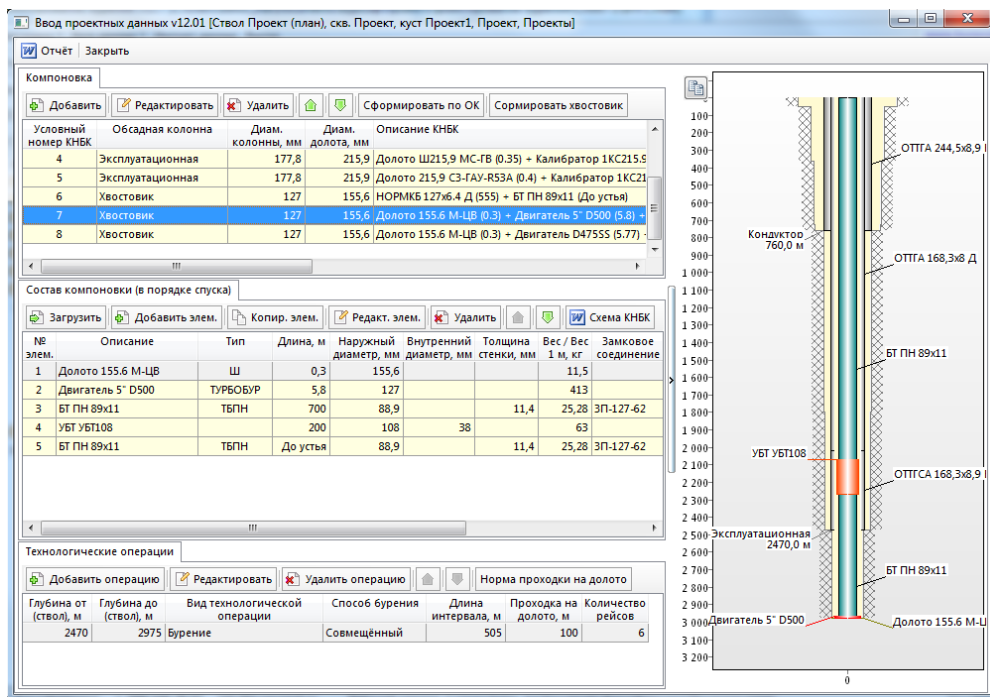 Ввод проектных данных v12.01 [Ствол Проект (план), скв. Проект, куст Проект1, Проект, Проекты]
Отчёт Закрыть
Компоновка
Добавить Редактировать Удалить Сформировать по ОК Сормировать хвостовик
Условный номер КНБК Обсадная колонна Диам. колонны, мм Диам. долота, мм Описание КНБК
4 Эксплуатационная 177,8 215,9 Долото Ш215,9 МС-ГВ (0.35) + Калибратор 1КС215.9
5 Эксплуатационная 177,8 215,9 Долото 215,9 СЗ-ГАУ-R53A (0.4) + Калибратор 1КС21
6 Хвостовик 127 155,6 НОРМКБ 127х6.4 Д (555) + БТ ПН 89х11 (До устья)
7 Хвостовик 127 155,6 Долото 155.6 М-ЦВ (0.3) + Двигатель 5" D500 (5.8) +
8 Хвостовик 127 155,6 Долото 155.6 М-ЦВ (0.3) + Двигатель D475SS (5.77)
Состав компоновки (в порядке спуска)
Загрузить Добавить элем. Копир. элем. Редакт. элем. Удалить Схема КНБК
№ элем. Описание Тип Длина, м Наружный диаметр, мм Внутренний диаметр, мм Толщина стенки, мм Вес / Вес 1 м, кг Замковое соединение
1 Долото 155.6 М-ЦВ Ш 0,3 155,6 11,5
2 Двигатель 5" D500 ТУРБОБУР 5,8 127 413
3 БТ ПН 89х11 ТБПН 700 88,9 11,4 25,28 ЗП-127-62
4 УБТ УБТ108 200 108 38 63
5 БТ ПН 89х11 ТБПН До устья 88,9 11,4 25,28 ЗП-127-62
Технологические операции
Добавить операцию Редактировать Удалить операцию Норма проходки на долото
Глубина от (ствол), м Глубина до (ствол), м Вид технологической операции Способ бурения Длина интервала, м Проходка на долото, м Количество рейсов
2470 2975 Бурение Совмещённый 505 100 6
100
200
300
ОТТГА 244,5х8,9
400
500
600
700
Кондуктор
800
760,0 м
900
ОТТГА 168,3х8 Д
1 000
1 100
1 200
1 300
1 400
БТ ПН 89х11
1 500
1 600
1 700
1 800
1 900
2 000
УБТ УБТ108
2 100
ОТТГСА 168,3х8,9
2 200
2 300
2 400
2 500
Эксплуатационная
2470,0 м
2 600
2 700
БТ ПН 89х11
2 800
2 900
3 000
Двигатель 5" D500
Долото 155.6 М-Ц
3 100
3 200
0